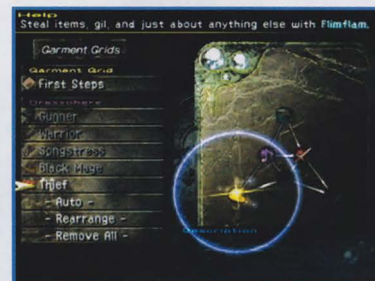 Help
Steal items, gil, and just about anything else with Flimflam.
Garment Grids
Garment Grid
First Steps
Dressphere
Gunner
Warrior
Songstress
Black Mage
Thief
- Auto -
- Rearrange -
- Remove All -
Description